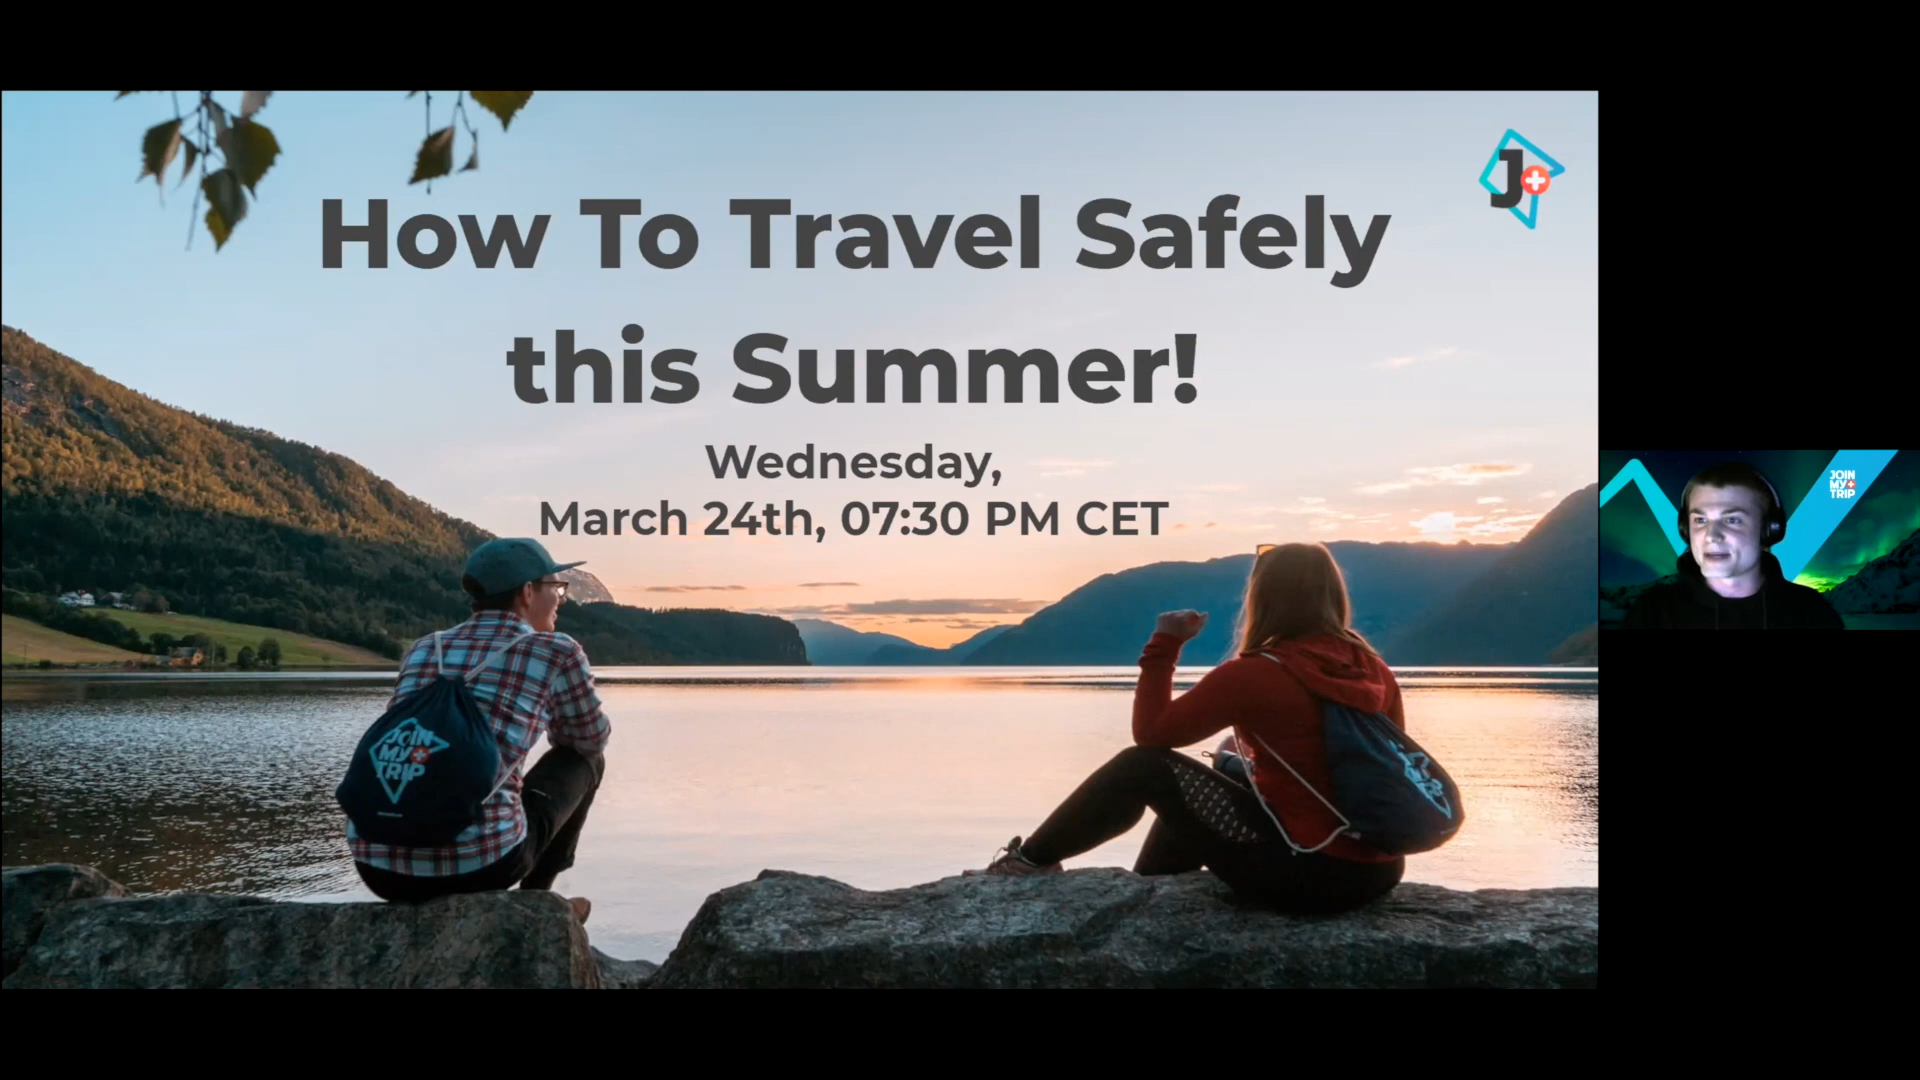 How To Travel Safely
this Summer!
Wednesday,
March 24th, 07:30 PM CET
J+
JOIN
MY+
TRIP
JOIN
MY+
TRIP